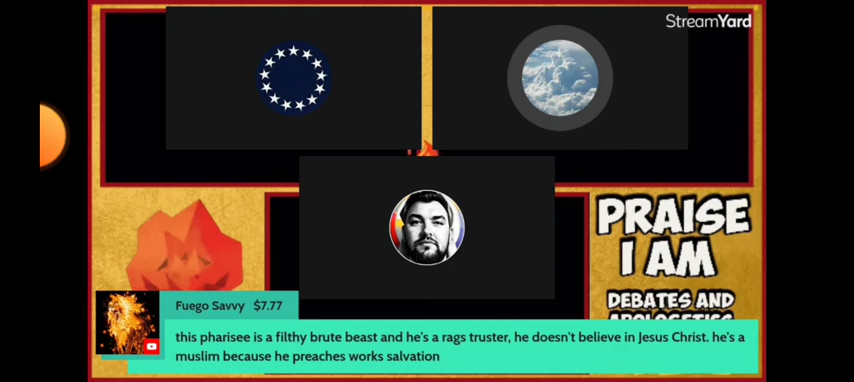 StreamYard
PRAISE
I AM
DEBATES AND
APOLOGETICS
Fuego Savvy $7.77
this pharisee is a filthy brute beast and he's a rags truster, he doesn't believe in Jesus Christ. he's a
muslim because he preaches works salvation